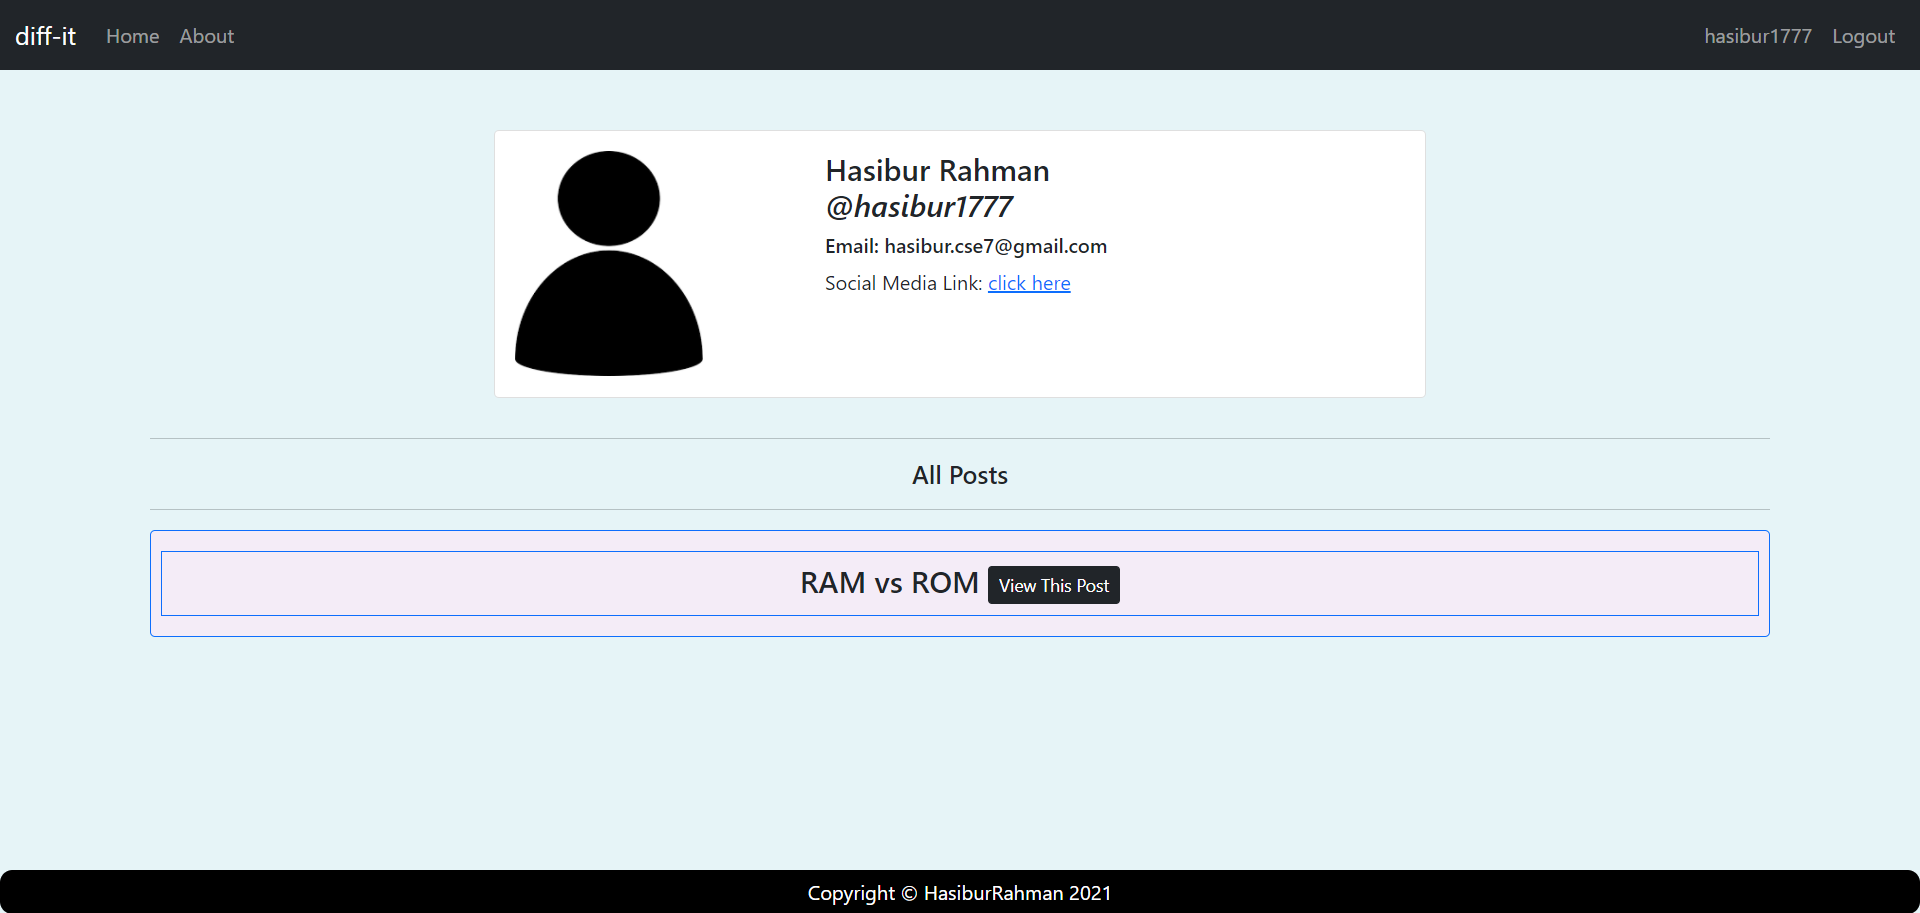 diff-it Home About hasibur1777 Logout
Hasibur Rahman
@hasibur1777
Email: hasibur.cse7@gmail.com
Social Media Link: click here
All Posts
RAM vs ROM View This Post
Copyright © HasiburRahman 2021